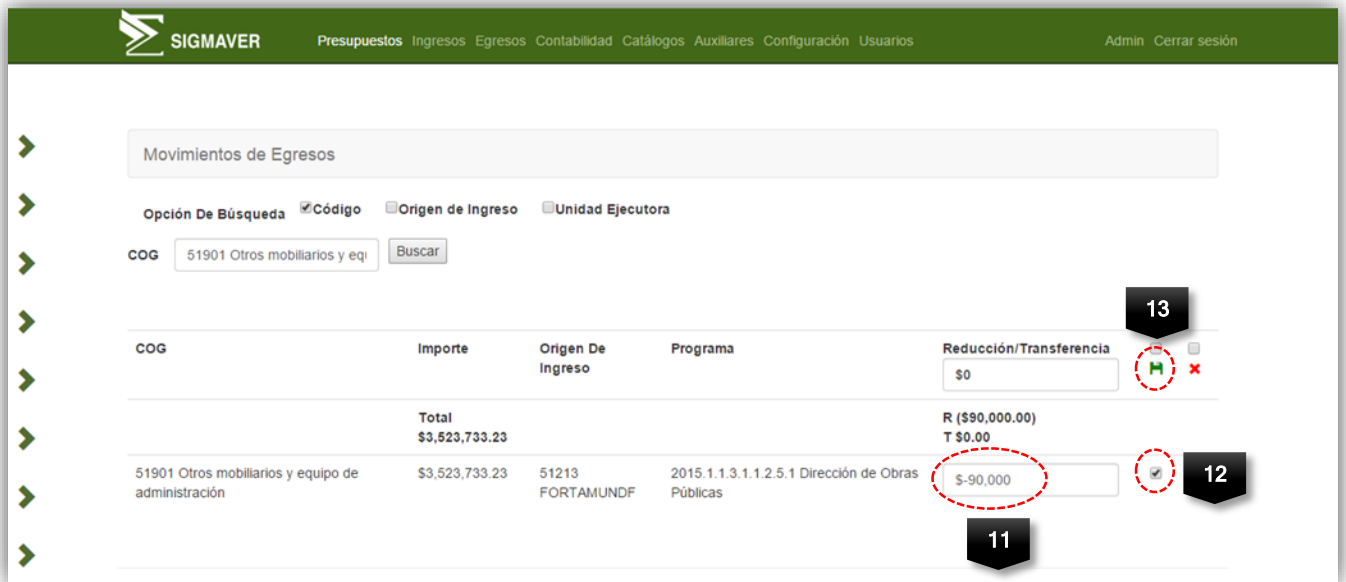 SIGMAVER Presupuestos Ingresos Egresos Contabilidad Catálogos Auxiliares Configuración Usuarios Admin Cerrar sesión
Movimientos de Egresos
Opción De Búsqueda Código Origen de Ingreso Unidad Ejecutora
COG 51901 Otros mobiliarios y equi Buscar
13
COG Importe Origen De Ingreso Programa Reducción/Transferencia
$0
Total R ($90,000.00)
$3,523,733.23 T $0.00
51901 Otros mobiliarios y equipo de $3,523,733.23 51213 2015.1.1.3.1.1.2.5.1 Dirección de Obras $-90,000 12
administración FORTAMUNDF Públicas
11